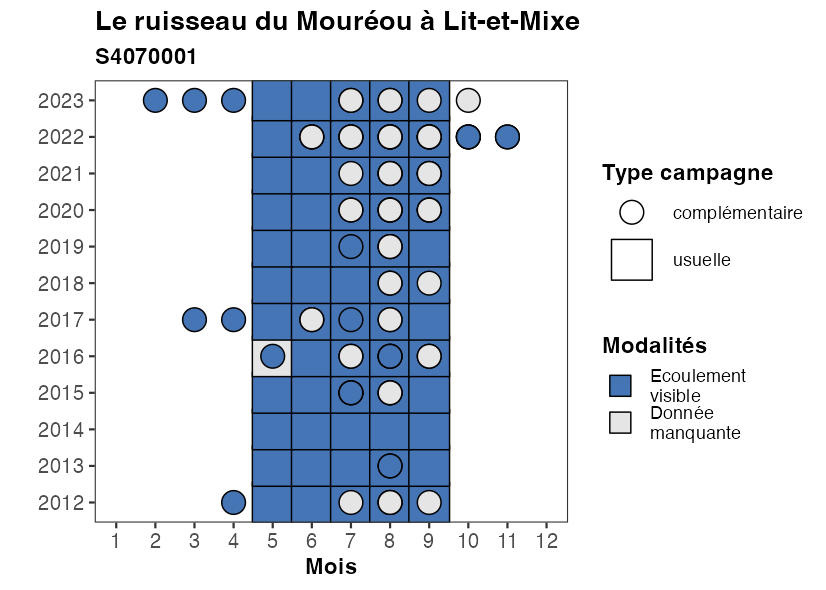 Le ruisseau du Mouréou à Lit-et-Mixe
S4070001
2023
2022
2021
2020
2019
2018
2017
2016
2015
2014
2013
2012
1 2 3 4 5 6 7 8 9 10 11 12
Mois
Type campagne
complémentaire
usuelle
Modalités
Ecoulement
visible
Donnée
manquante